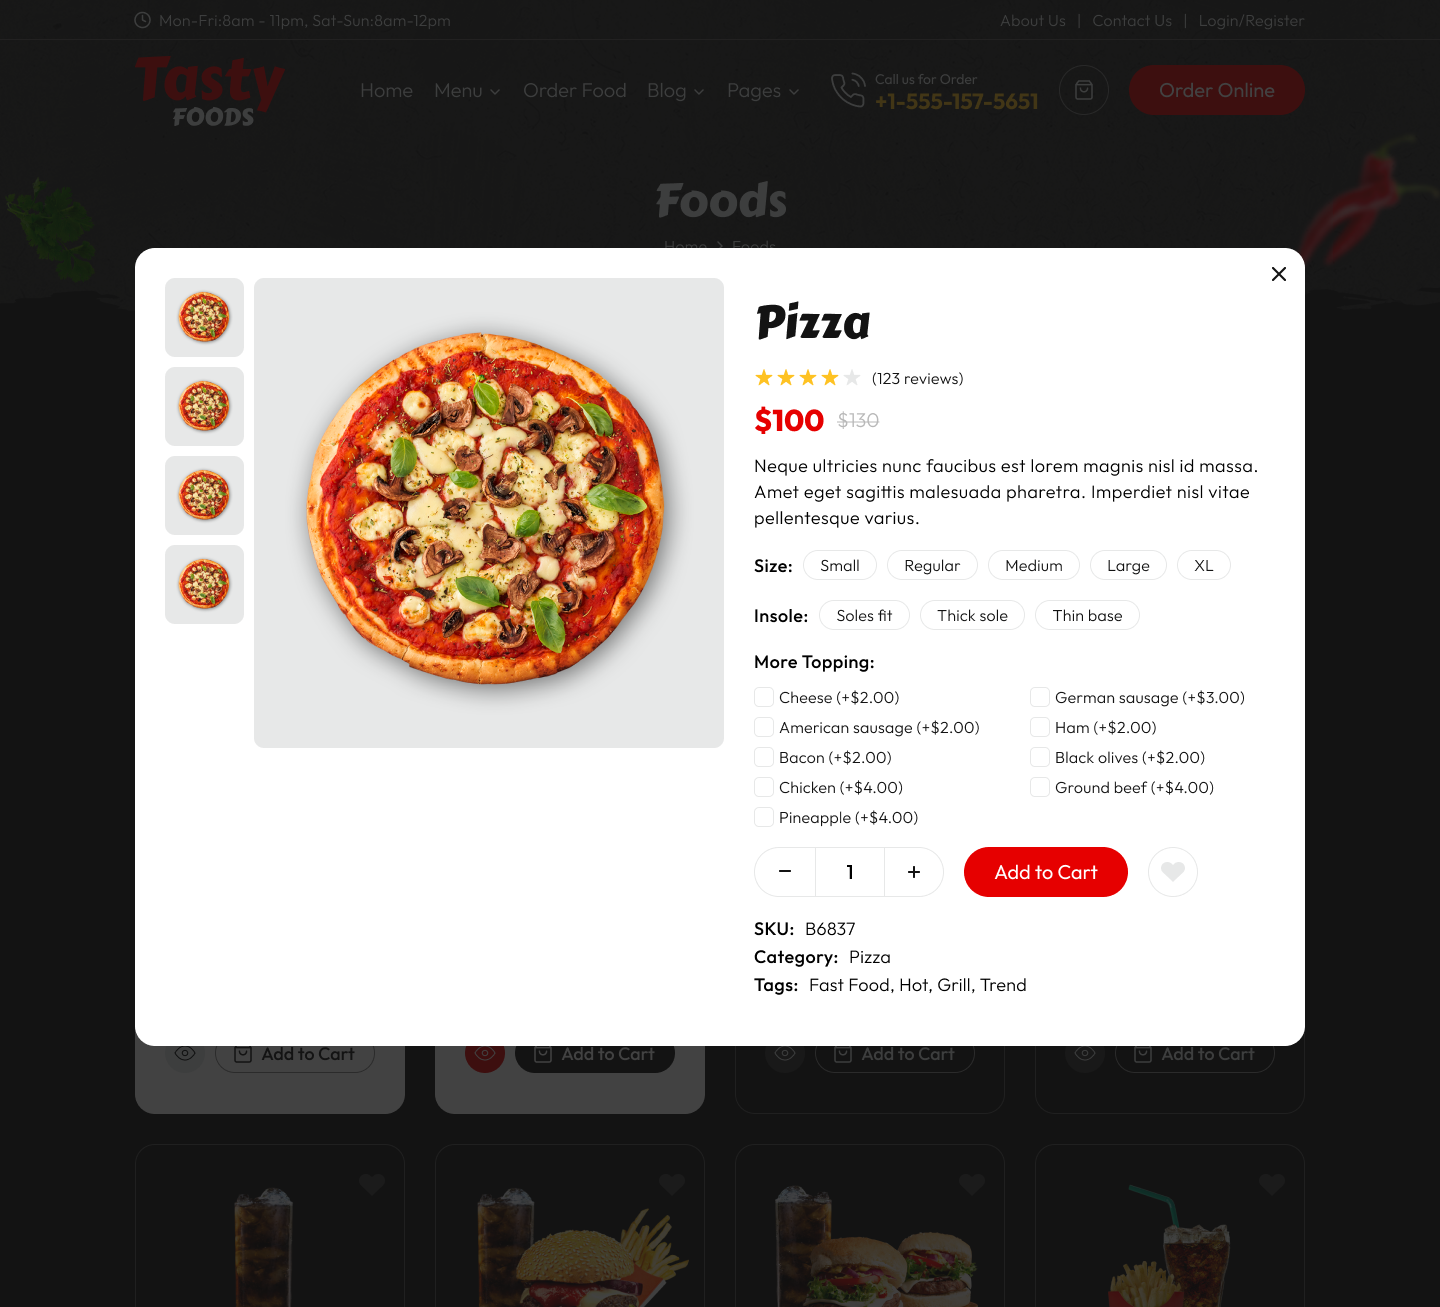 Mon-Fri:8am - 11pm, Sat-Sun:8am-12pm
About Us | Contact Us | Login/Register
Tasty
FOODS
Home Menu Order Food Blog Pages
Call us for Order
+1-555-157-5651
Order Online
Foods
Home > Foods
Pizza
(123 reviews)
$100 $130
Neque ultricies nunc faucibus est lorem magnis nisl id massa.
Amet eget sagittis malesuada pharetra. Imperdiet nisl vitae
pellentesque varius.
Size: Small Regular Medium Large XL
Insole: Soles fit Thick sole Thin base
More Topping:
Cheese (+$2.00) German sausage (+$3.00)
American sausage (+$2.00) Ham (+$2.00)
Bacon (+$2.00) Black olives (+$2.00)
Chicken (+$4.00) Ground beef (+$4.00)
Pineapple (+$4.00)
1 Add to Cart
SKU: B6837
Category: Pizza
Tags: Fast Food, Hot, Grill, Trend
Add to Cart Add to Cart Add to Cart Add to Cart